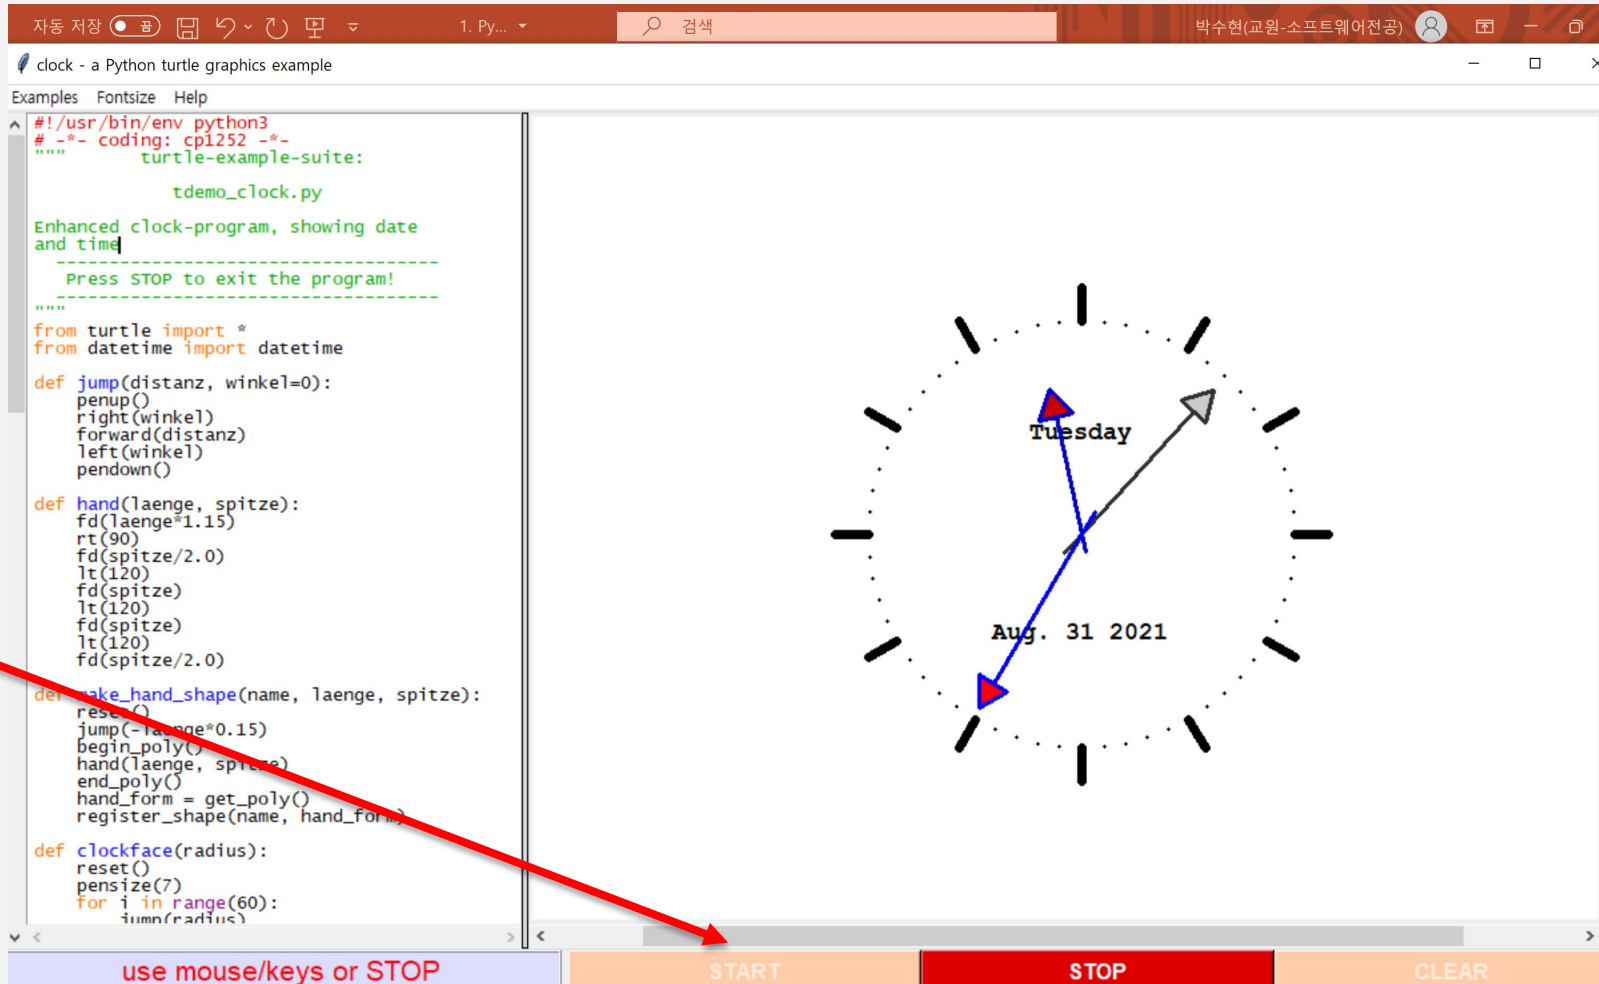 자동 저장 끔 1. Py... 검색 박수현(교원-소프트웨어전공)
clock - a Python turtle graphics example
Examples Fontsize Help
#!/usr/bin/env python3
# -*- coding: cp1252 -*-
""" turtle-example-suite:
tdemo_clock.py
Enhanced clock-program, showing date
and time
------------------------------------
Press STOP to exit the program!
------------------------------------
"""
from turtle import *
from datetime import datetime
def jump(distanz, winkel=0):
penup()
right(winkel)
forward(distanz)
left(winkel)
pendown()
def hand(laenge, spitze):
fd(laenge*1.15)
rt(90)
fd(spitze/2.0)
lt(120)
fd(spitze)
lt(120)
fd(spitze)
lt(120)
fd(spitze/2.0)
def make_hand_shape(name, laenge, spitze):
reset()
jump(-laenge*0.15)
begin_poly()
hand(laenge, spitze)
end_poly()
hand_form = get_poly()
register_shape(name, hand_form)
def clockface(radius):
reset()
pensize(7)
for i in range(60):
jump(radius)
Tuesday
Aug. 31 2021
use mouse/keys or STOP
START
STOP
CLEAR